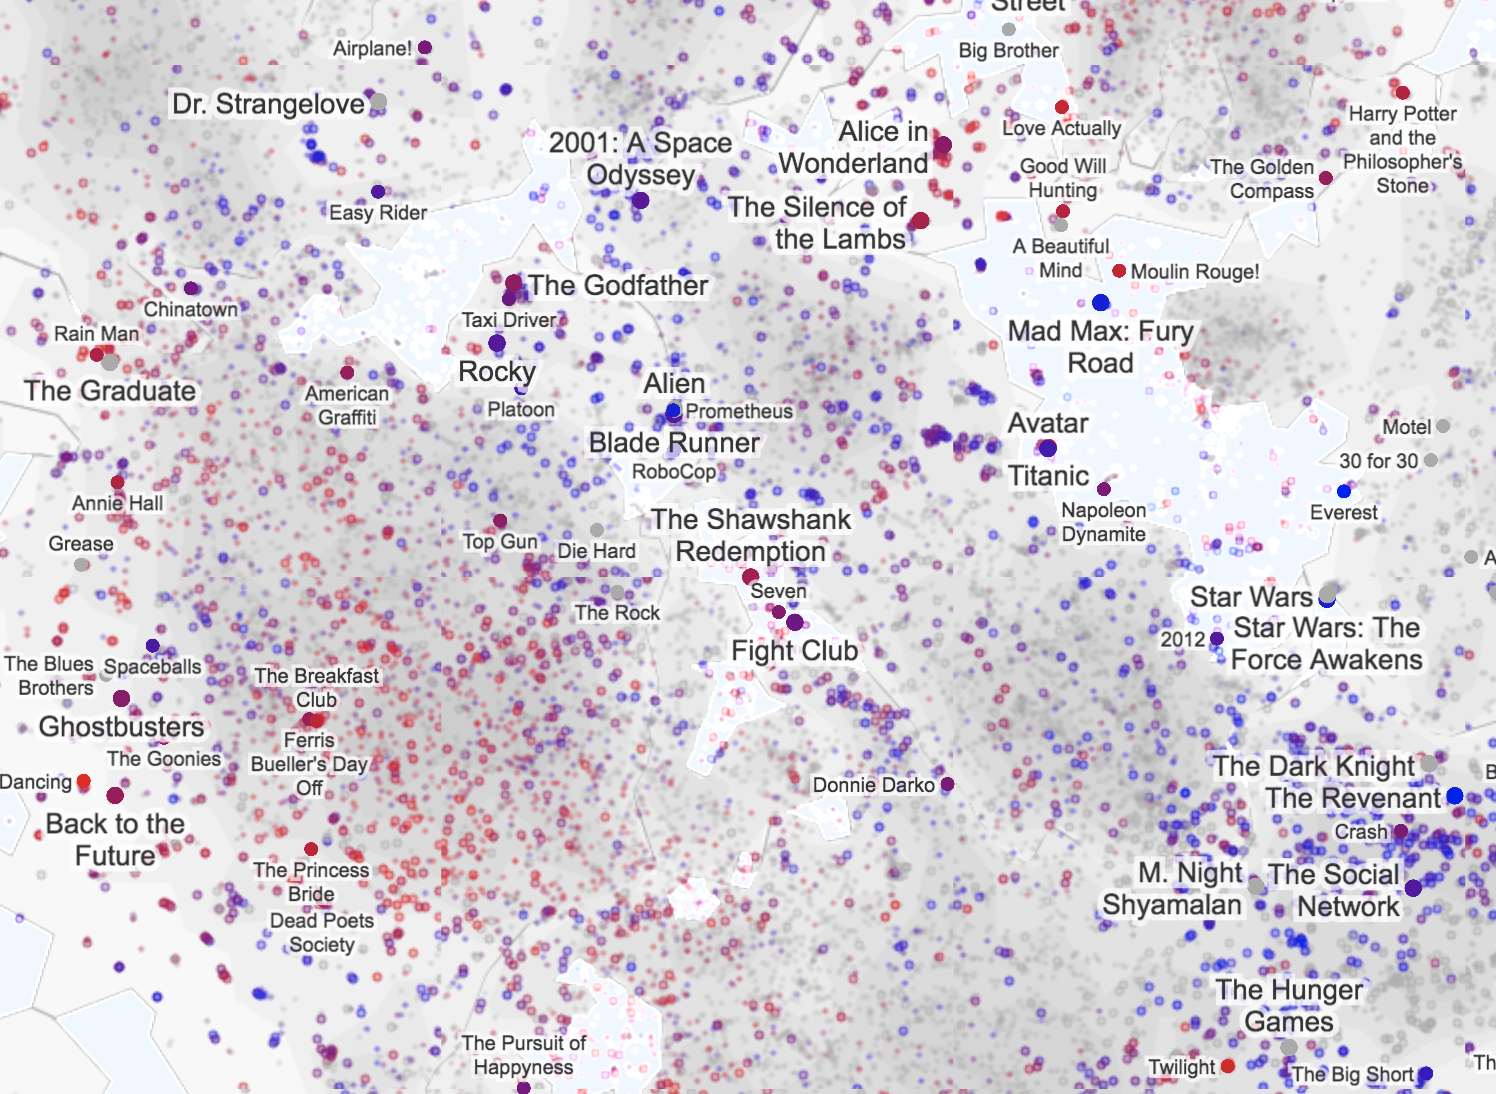 Street
Big Brother
Airplane!
Dr. Strangelove
Love Actually
Harry Potter
and the
Philosopher's
Stone
2001: A Space
Odyssey
Alice in
Wonderland
Good Will
Hunting
The Golden
Compass
Easy Rider
The Silence of
the Lambs
A Beautiful
Mind
Moulin Rouge!
The Godfather
Chinatown
Taxi Driver
Rain Man
Mad Max: Fury
Road
The Graduate
Rocky
American
Graffiti
Platoon
Alien
Prometheus
Blade Runner
RoboCop
Avatar
Titanic
Motel
30 for 30
Napoleon
Dynamite
Everest
Annie Hall
Grease
Top Gun
Die Hard
The Shawshank
Redemption
A
Seven
The Rock
Fight Club
Star Wars
Star Wars: The
Force Awakens
2012
The Blues
Brothers
Spaceballs
The Breakfast
Club
Ghostbusters
The Goonies
Ferris
Bueller's Day
Off
Dancing
Back to the
Future
Donnie Darko
The Dark Knight
B
The Revenant
Crash
The Princess
Bride
Dead Poets
Society
M. Night
Shyamalan
The Social
Network
The Hunger
Games
The Pursuit of
Happyness
Twilight
The Big Short
Th